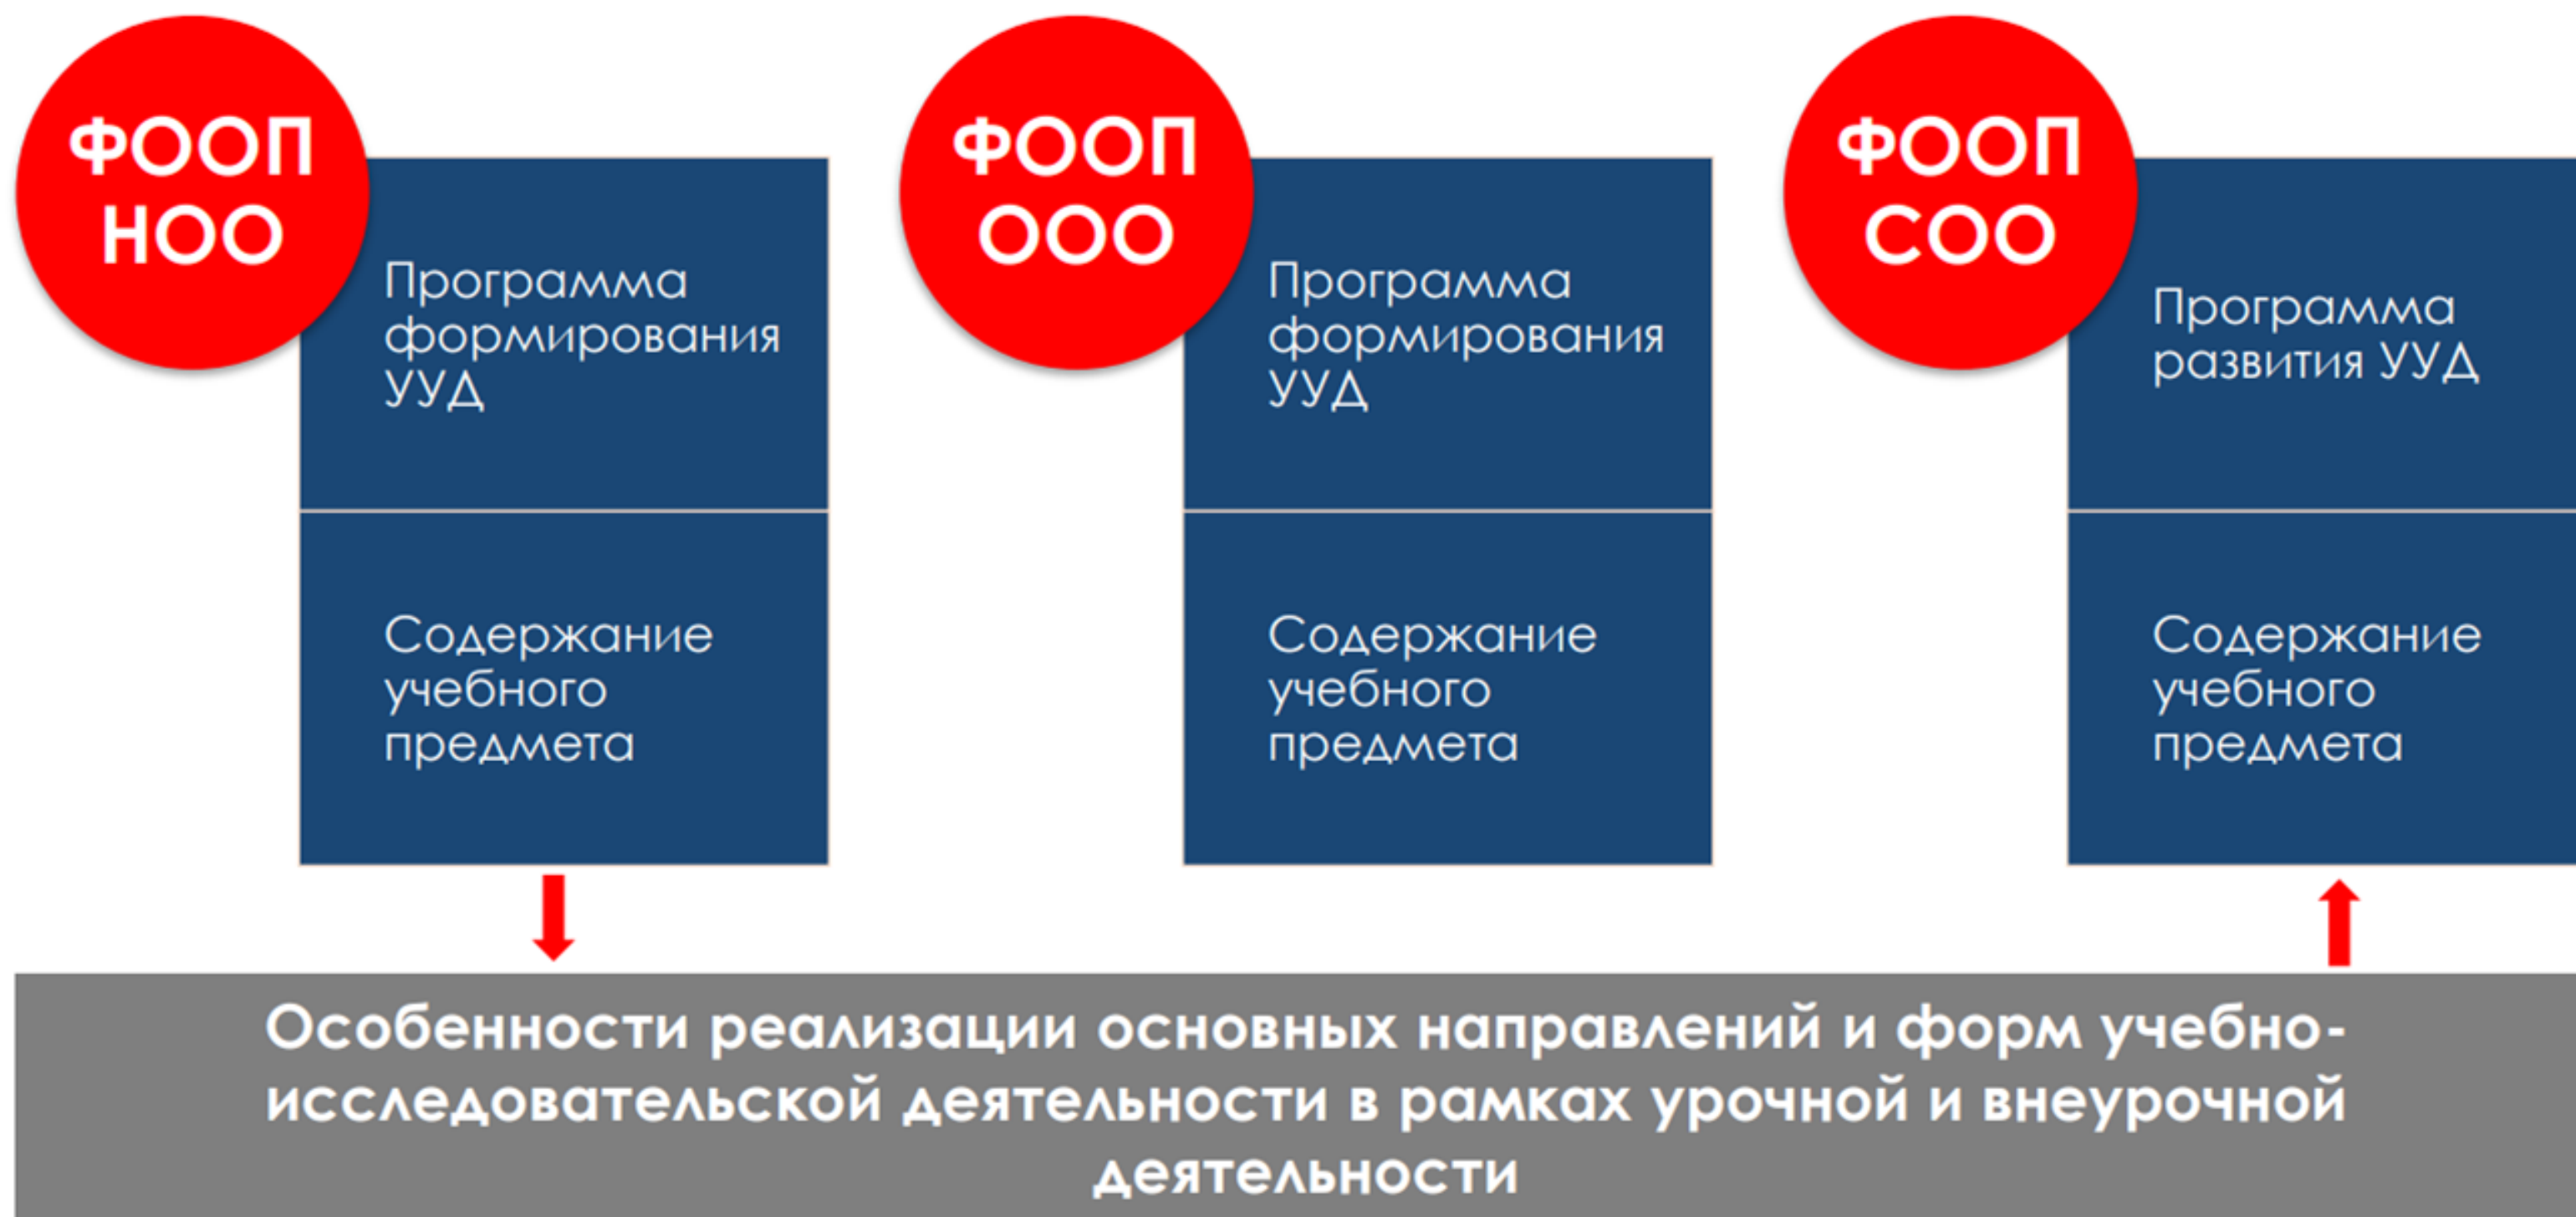 ФООП
НОО
Программа
формирования
УУД
Содержание
учебного
предмета
ФООП
ООО
Программа
формирования
УУД
Содержание
учебного
предмета
ФООП
СОО
Программа
развития УУД
Содержание
учебного
предмета
Особенности реализации основных направлений и форм учебно-
исследовательской деятельности в рамках урочной и внеурочной
деятельности